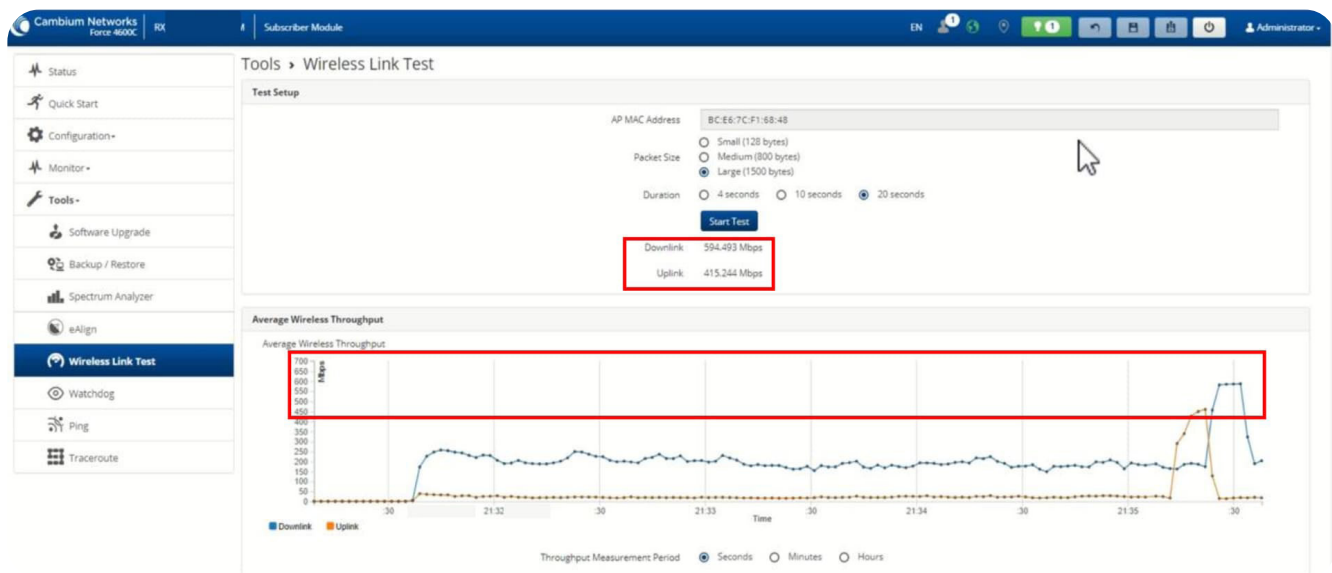 Cambium Networks
Force 4600C
RX
Subscriber Module
EN
1
1
Administrator
Status
Quick Start
Configuration
Monitor
Tools
Software Upgrade
Backup / Restore
Spectrum Analyzer
eAlign
Wireless Link Test
Watchdog
Ping
Traceroute
Tools › Wireless Link Test
Test Setup
AP MAC Address BC:E6:7C:F1:68:48
Packet Size
Small (128 bytes)
Medium (800 bytes)
Large (1500 bytes)
Duration 4 seconds 10 seconds 20 seconds
Start Test
Downlink 594.493 Mbps
Uplink 415.244 Mbps
Average Wireless Throughput
Average Wireless Throughput
Mbps
700
650
600
550
500
450
400
350
300
250
200
150
100
50
0
:30 21:32 :30 21:33 :30 21:34 :30 21:35 :30
Time
Downlink Uplink
Throughput Measurement Period Seconds Minutes Hours